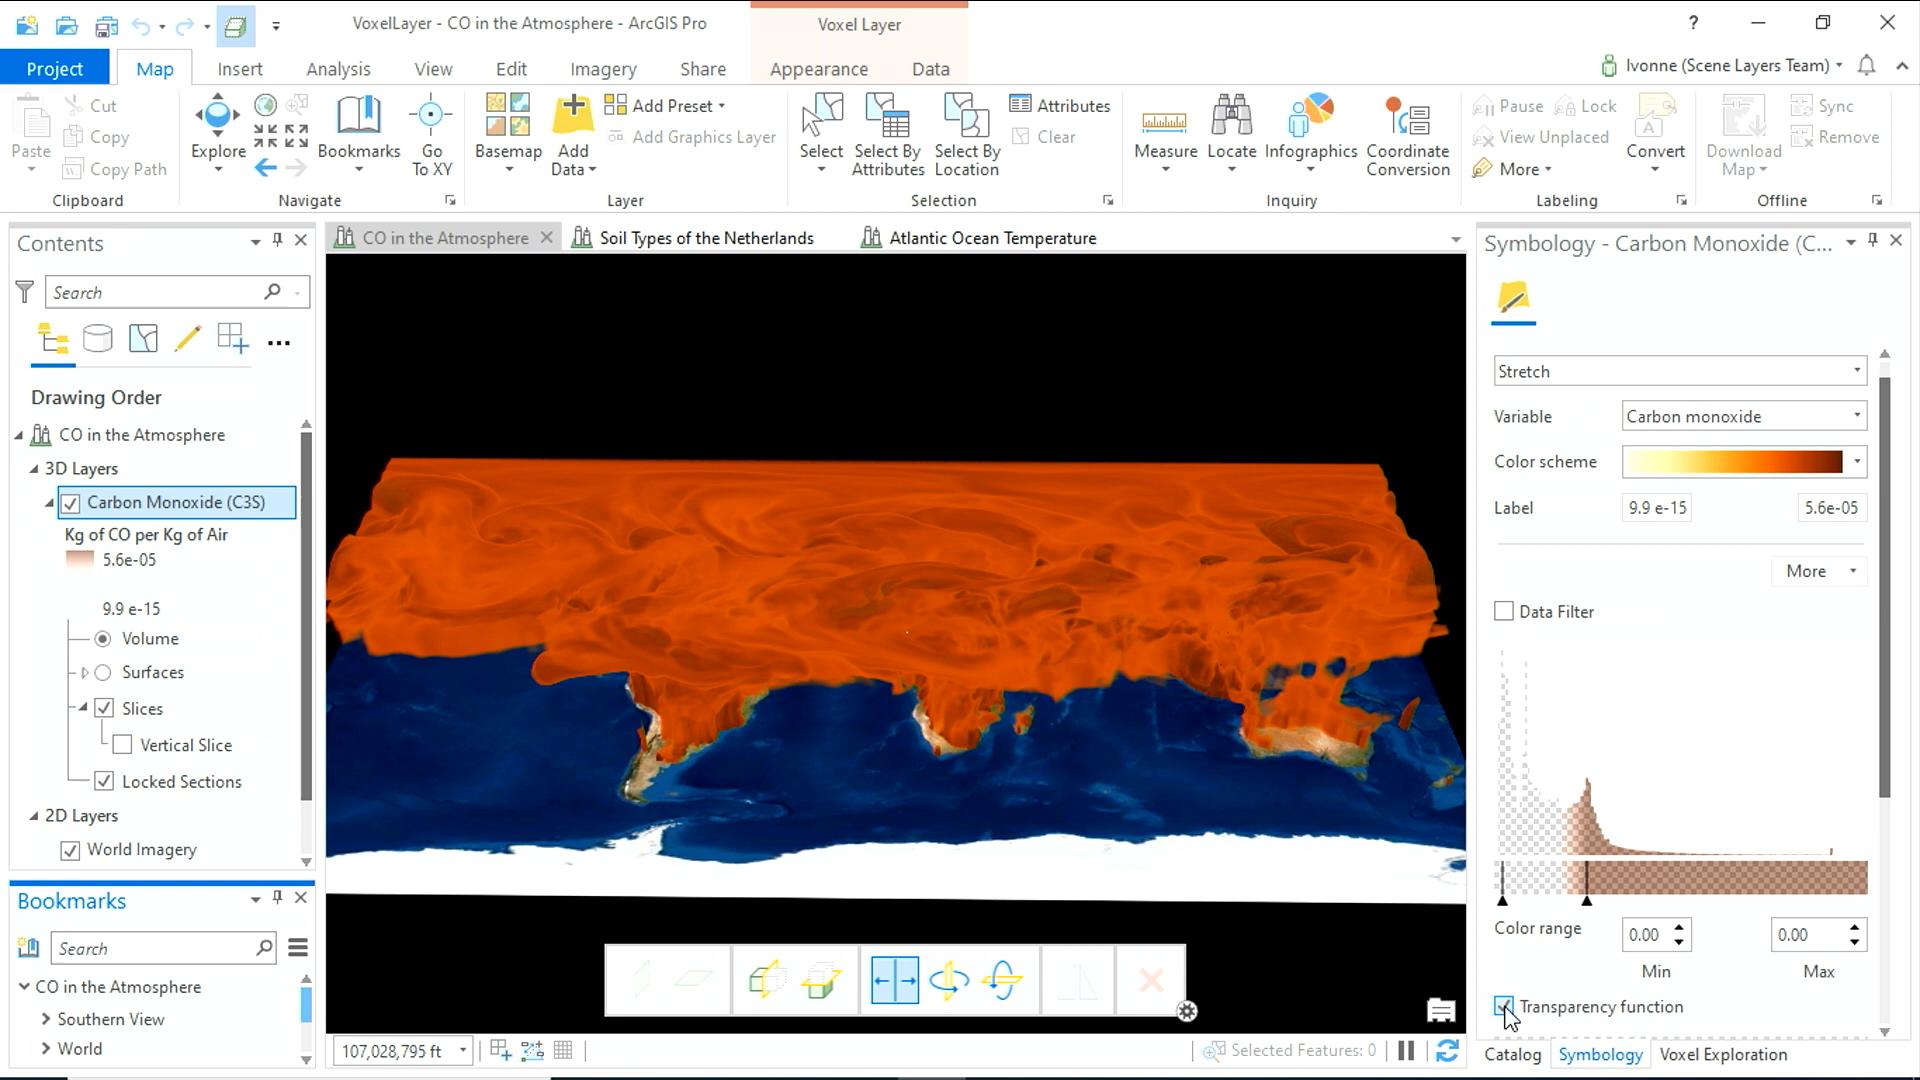 VoxelLayer - CO in the Atmosphere - ArcGIS Pro
Voxel Layer
?
Project Map Insert Analysis View Edit Imagery Share Appearance Data
Ivonne (Scene Layers Team)
Paste
Cut
Copy
Copy Path
Clipboard
Explore
Bookmarks
Go To XY
Navigate
Basemap
Add Data
Add Preset
Add Graphics Layer
Layer
Select
Select By Attributes
Select By Location
Attributes
Clear
Selection
Measure
Locate
Infographics
Coordinate Conversion
Inquiry
Pause
Lock
View Unplaced
More
Convert
Labeling
Download Map
Sync
Remove
Offline
Contents
Search
Drawing Order
CO in the Atmosphere
3D Layers
Carbon Monoxide (C3S)
Kg of CO per Kg of Air
5.6e-05
9.9 e-15
Volume
Surfaces
Slices
Vertical Slice
Locked Sections
2D Layers
World Imagery
Bookmarks
Search
CO in the Atmosphere
Southern View
World
CO in the Atmosphere
Soil Types of the Netherlands
Atlantic Ocean Temperature
107,028,795 ft
Selected Features: 0
Symbology - Carbon Monoxide (C...
Stretch
Variable
Carbon monoxide
Color scheme
Label
9.9 e-15
5.6e-05
More
Data Filter
Color range
0.00
0.00
Min
Max
Transparency function
Catalog
Symbology
Voxel Exploration